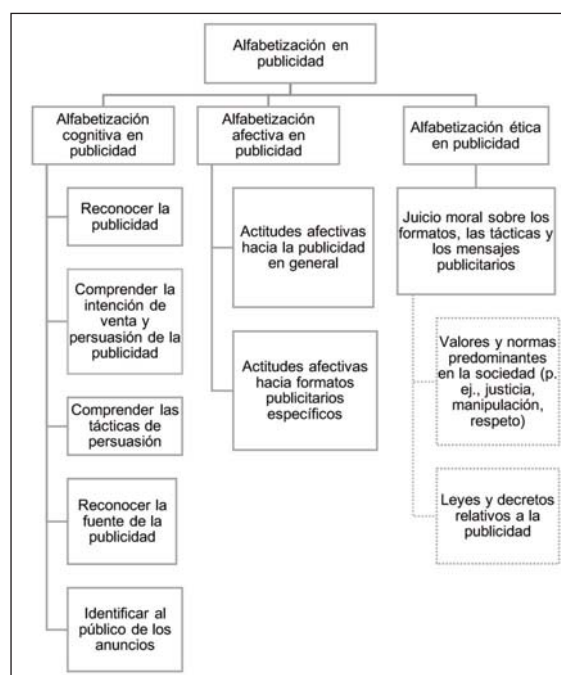 Alfabetización en
publicidad
Alfabetización
cognitiva en
publicidad
Reconocer la
publicidad
Comprender la
intención de
venta y
persuasión de la
publicidad
Comprender las
tácticas de
persuasión
Reconocer la
fuente de la
publicidad
Identificar al
público de los
anuncios
Alfabetización
afectiva en
publicidad
Actitudes afectivas
hacia la publicidad
en general
Actitudes afectivas
hacia formatos
publicitarios
específicos
Alfabetización ética
en publicidad
Juicio moral sobre los
formatos, las tácticas y
los mensajes
publicitarios
Valores y normas
predominantes
en la sociedad (p.
ej., justicia,
manipulación,
respeto)
Leyes y decretos
relativos a la
publicidad